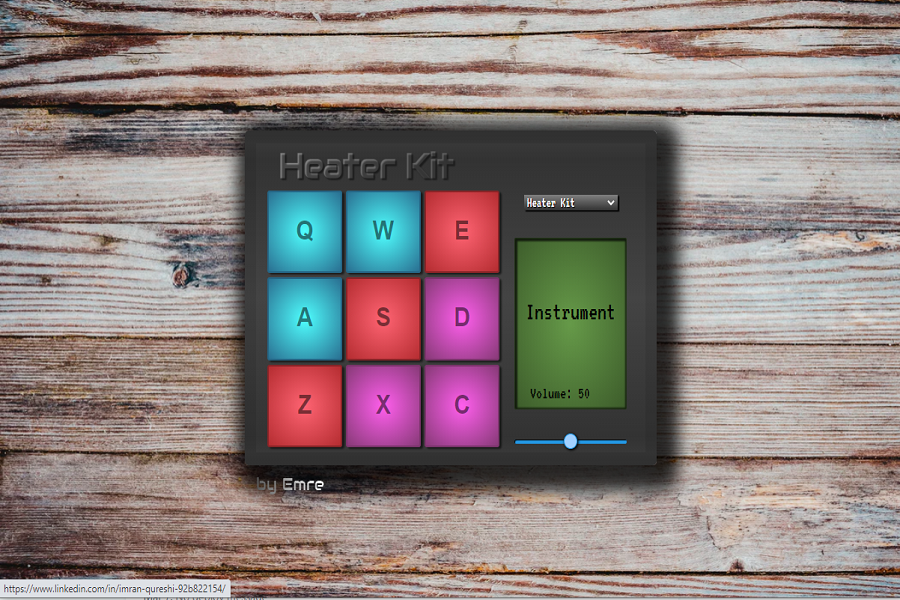 Heater Kit
Heater Kit
Q W E
A S D
Z X C
Instrument
Volume: 50
by Emre
https://www.linkedin.com/in/imran-qureshi-92b822154/